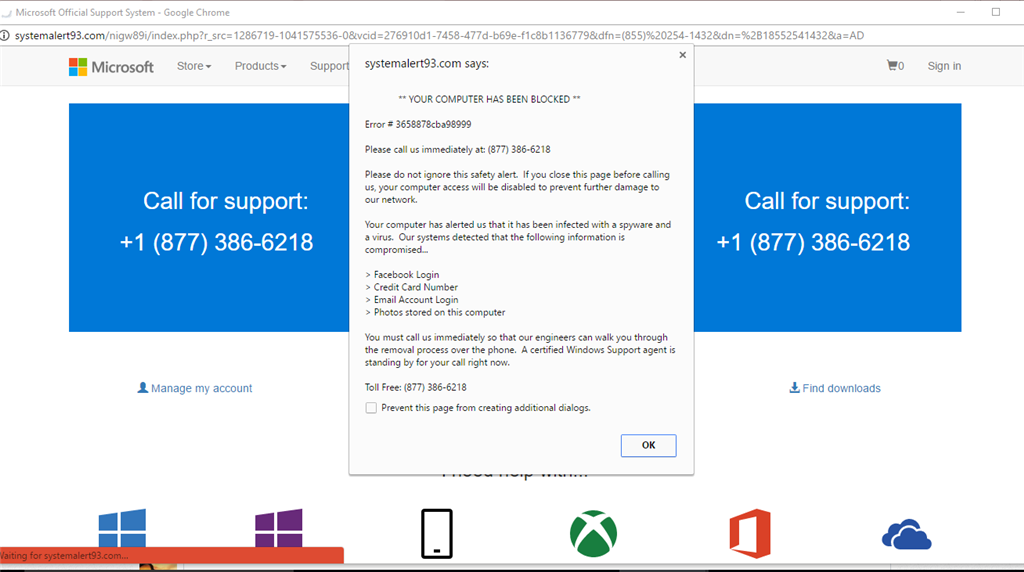 Microsoft Official Support System - Google Chrome
systemalert93.com/nigw89i/index.php?r_src=1286719-1041575536-0&vcid=276910d1-7458-477d-b69e-f1c8b1136779&dfn=(855)%20254-1432&dn=%2B18552541432&a=AD
Microsoft Store Products Support
0 Sign in
systemalert93.com says:
** YOUR COMPUTER HAS BEEN BLOCKED **
Error # 3658878cba98999
Please call us immediately at: (877) 386-6218
Please do not ignore this safety alert. If you close this page before calling
us, your computer access will be disabled to prevent further damage to
our network.
Your computer has alerted us that it has been infected with a spyware and
a virus. Our systems detected that the following information is
compromised...
> Facebook Login
> Credit Card Number
> Email Account Login
> Photos stored on this computer
You must call us immediately so that our engineers can walk you through
the removal process over the phone. A certified Windows Support agent is
standing by for your call right now.
Toll Free: (877) 386-6218
Prevent this page from creating additional dialogs.
OK
Call for support:
+1 (877) 386-6218
Call for support:
+1 (877) 386-6218
Manage my account
Find downloads
I need help with...
Waiting for systemalert93.com...